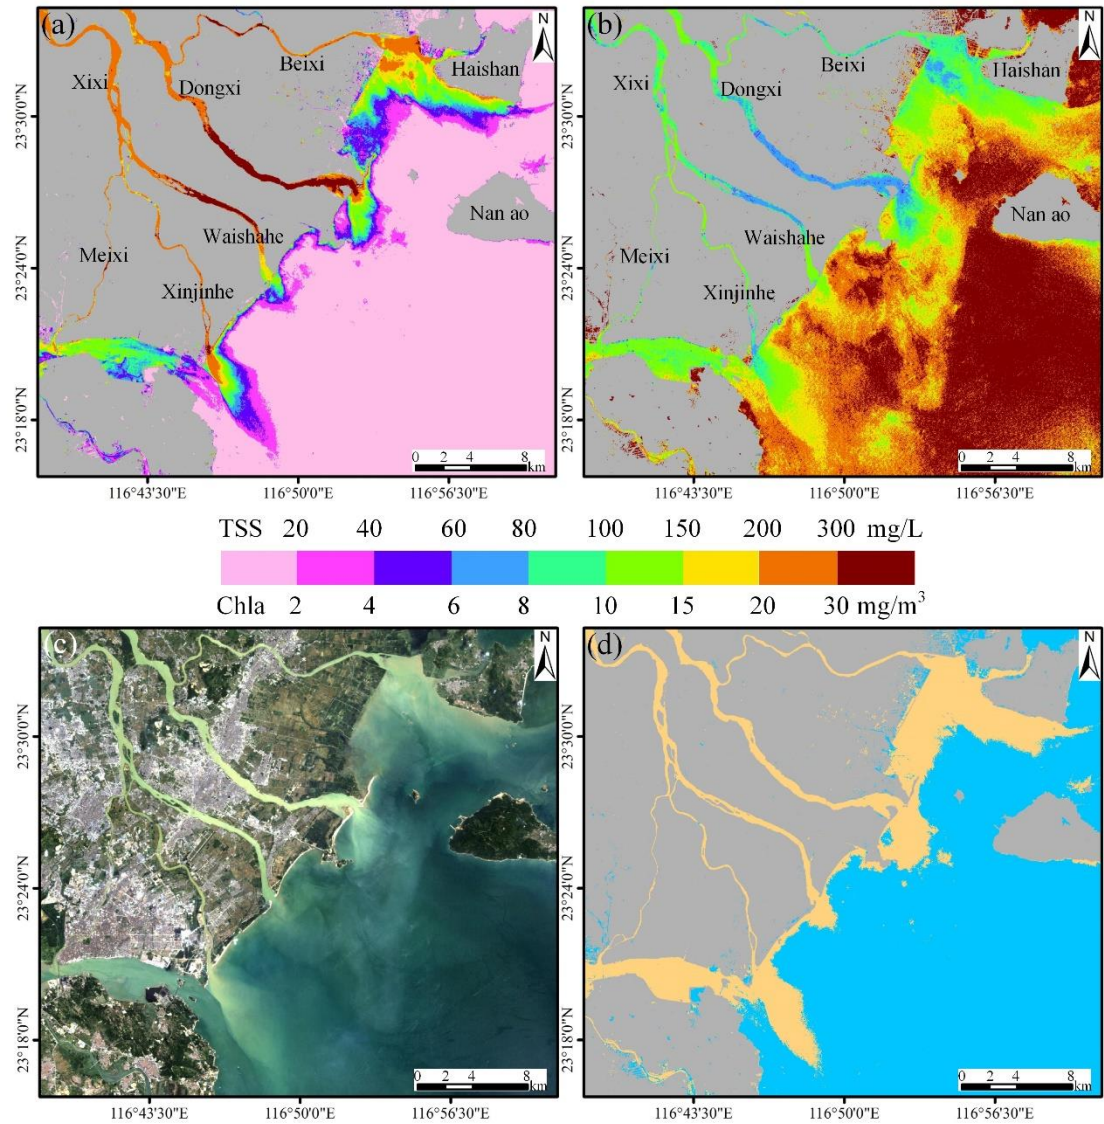 (a)
N
Xixi
Dongxi
Beixi
Haishan
Nan ao
Waishahe
Meixi
Xinjinhe
23°30'0"N
23°24'0"N
23°18'0"N
0 2 4 8
km
116°43'30"E 116°50'0"E 116°56'30"E
(b)
N
Xixi
Dongxi
Beixi
Haishan
Nan ao
Waishahe
Meixi
Xinjinhe
23°30'0"N
23°24'0"N
23°18'0"N
0 2 4 8
km
116°43'30"E 116°50'0"E 116°56'30"E
TSS 20 40 60 80 100 150 200 300 mg/L
Chla 2 4 6 8 10 15 20 30 mg/m³
(c)
N
23°30'0"N
23°24'0"N
23°18'0"N
0 2 4 8
km
116°43'30"E 116°50'0"E 116°56'30"E
(d)
N
23°30'0"N
23°24'0"N
23°18'0"N
0 2 4 8
km
116°43'30"E 116°50'0"E 116°56'30"E